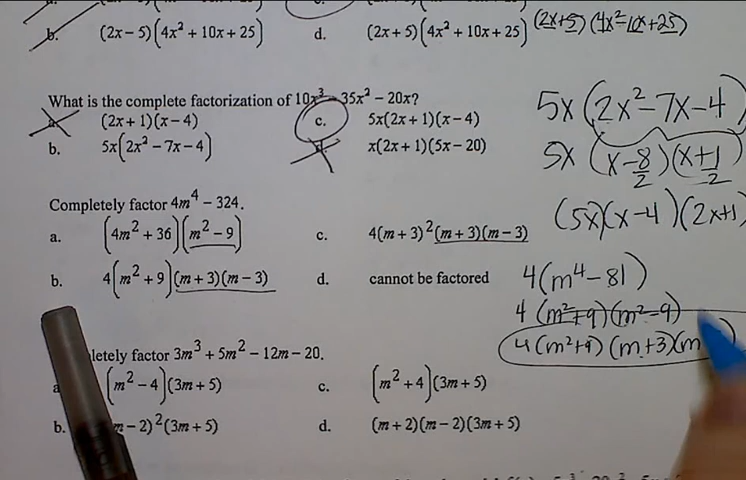 b. (2x − 5)(4x² + 10x + 25) d. (2x + 5)(4x² + 10x + 25) (2x+5)(4x²−10x+25)
What is the complete factorization of 10x³ − 35x² − 20x?
(2x + 1)(x − 4) c. 5x(2x + 1)(x − 4)
b. 5x(2x² − 7x − 4) x(2x + 1)(5x − 20)
5x(2x²−7x−4)
5x (x−8/2)(x+1/2)
(5x)(x−4)(2x+1)
Completely factor 4m⁴ − 324.
a. (4m² + 36)(m² − 9) c. 4(m + 3)²(m + 3)(m − 3)
b. 4(m² + 9)(m + 3)(m − 3) d. cannot be factored
4(m⁴−81)
4(m²+9)(m²−9)
4(m²+9)(m+3)(m
factor 3m³ + 5m² − 12m − 20.
a (m² − 4)(3m + 5) c. (m² + 4)(3m + 5)
b. m − 2)²(3m + 5) d. (m + 2)(m − 2)(3m + 5)